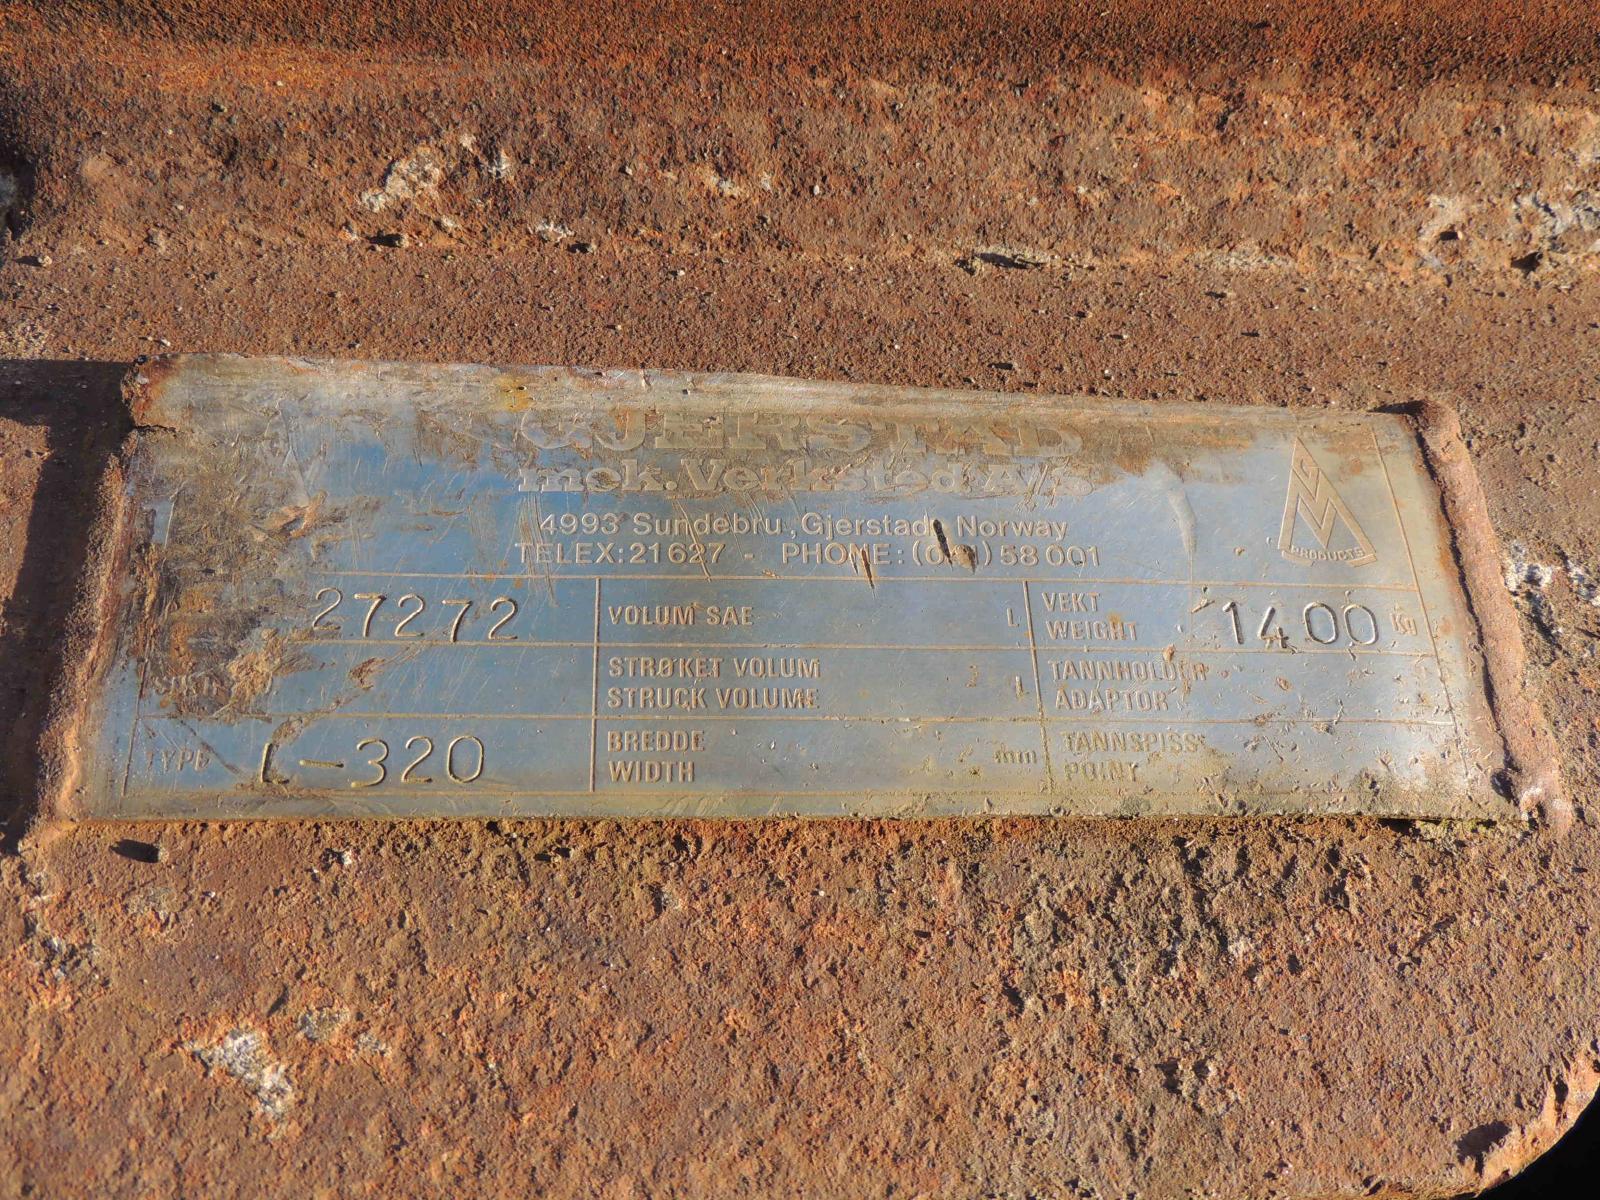 GJERSTAD
mek. Verksted A/S
4993 Sundebru, Gjerstad Norway
TELEX: 21627 - PHONE: 58 001
GMV
PRODUCTS
27272
VOLUM SAE L
VEKT
WEIGHT 1400 Kg
STRØKET VOLUM
STRUCK VOLUME L
TANNHOLDER
ADAPTOR
TYPE L-320
BREDDE
WIDTH mm
TANNSPISS
POINT